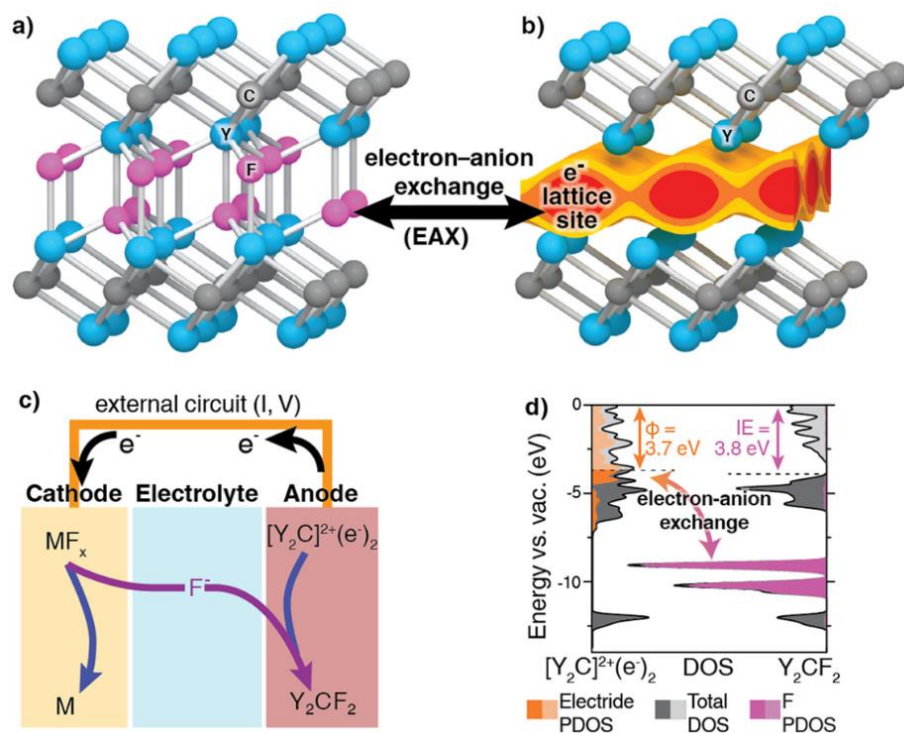 a)
b)
C
Y
F
C
Y
electron–anion
exchange
(EAX)
e-
lattice
site
c)
external circuit (I, V)
e-
e-
Cathode
Electrolyte
Anode
MFx
[Y2C]2+(e-)2
F-
M
Y2CF2
d)
0
-5
-10
Energy vs. vac. (eV)
Φ =
3.7 eV
IE =
3.8 eV
electron-anion
exchange
[Y2C]2+(e-)2
DOS
Y2CF2
Electride
PDOS
Total
DOS
F
PDOS